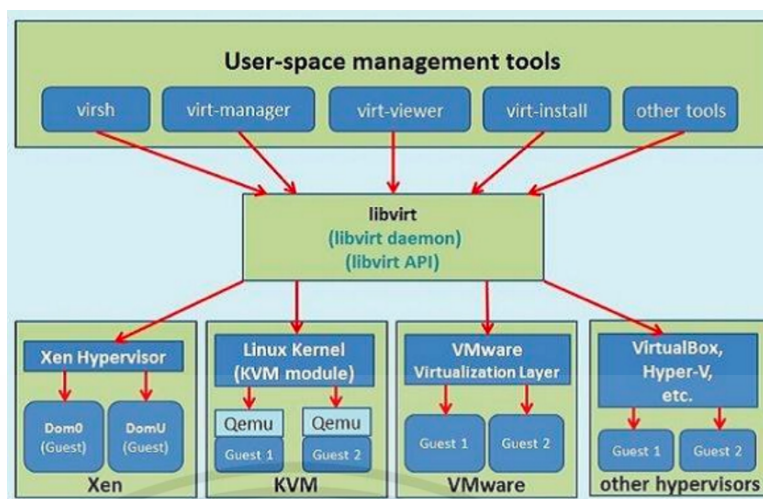 User-space management tools
virsh virt-manager virt-viewer virt-install other tools
libvirt
(libvirt daemon)
(libvirt API)
Xen Hypervisor
Dom0
(Guest)
DomU
(Guest)
Xen
Linux Kernel
(KVM module)
Qemu Qemu
Guest 1 Guest 2
KVM
VMware
Virtualization Layer
Guest 1 Guest 2
VMware
VirtualBox,
Hyper-V,
etc.
Guest 1 Guest 2
other hypervisors